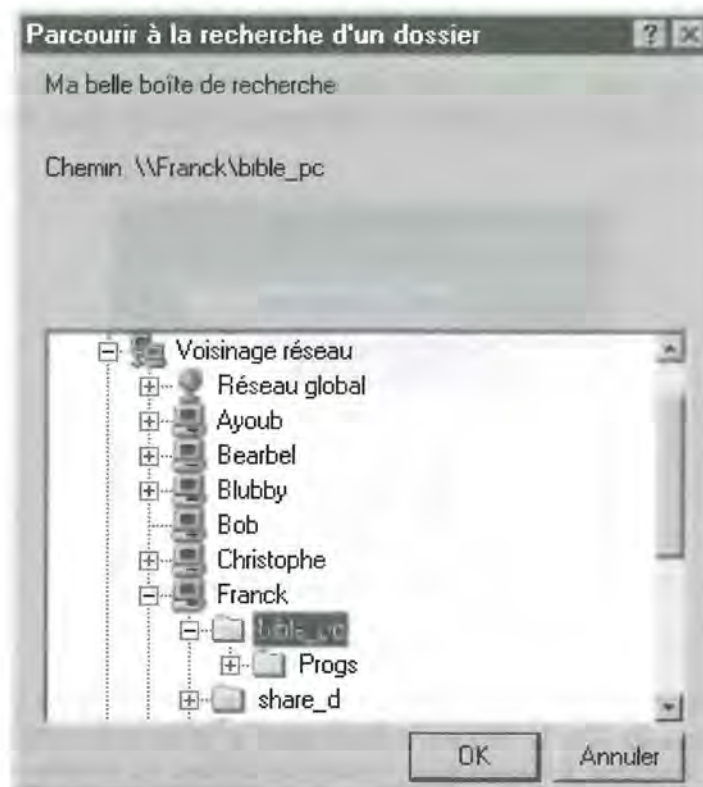 Parcourir à la recherche d'un dossier
Ma belle boîte de recherche
Chemin \\Franck\bible_pc
Voisinage réseau
Réseau global
Ayoub
Bearbel
Blubby
Bob
Christophe
Franck
bible_pc
Progs
share_d
OK Annuler